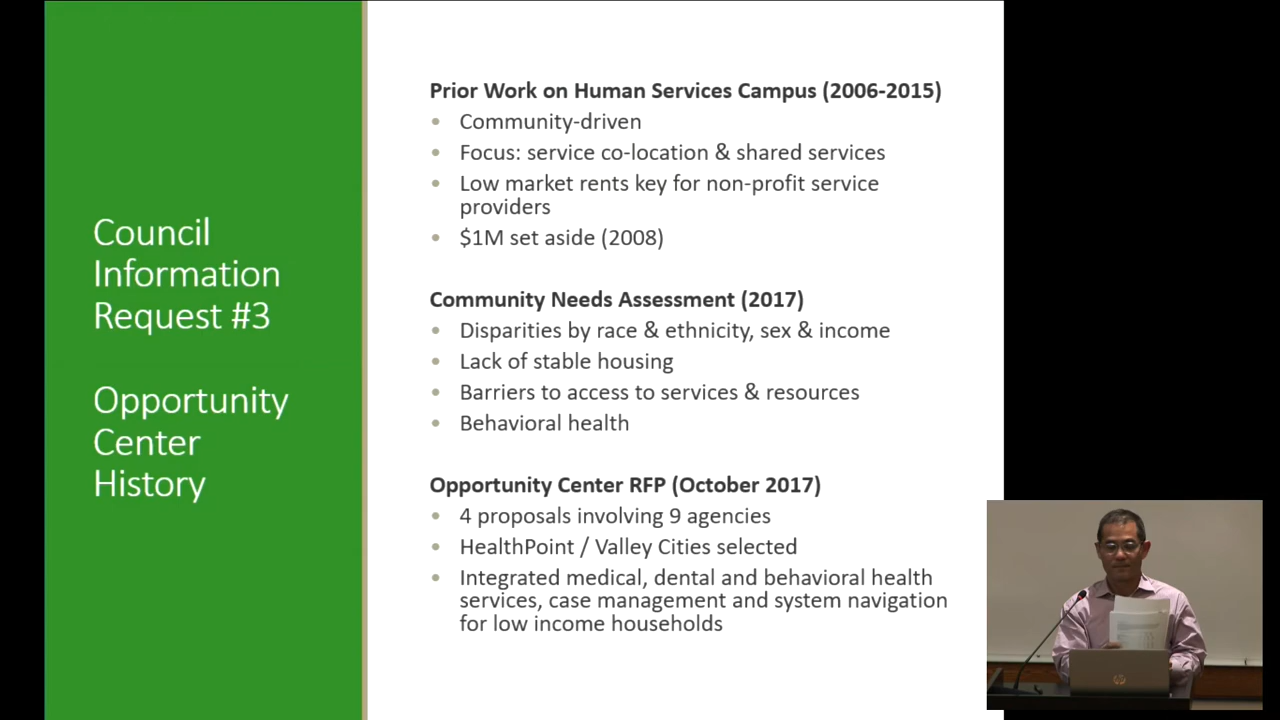 Council
Information
Request #3
Opportunity
Center
History
Prior Work on Human Services Campus (2006-2015)
• Community-driven
• Focus: service co-location & shared services
• Low market rents key for non-profit service
providers
• $1M set aside (2008)
Community Needs Assessment (2017)
• Disparities by race & ethnicity, sex & income
• Lack of stable housing
• Barriers to access to services & resources
• Behavioral health
Opportunity Center RFP (October 2017)
• 4 proposals involving 9 agencies
• HealthPoint / Valley Cities selected
• Integrated medical, dental and behavioral health
services, case management and system navigation
for low income households
hp